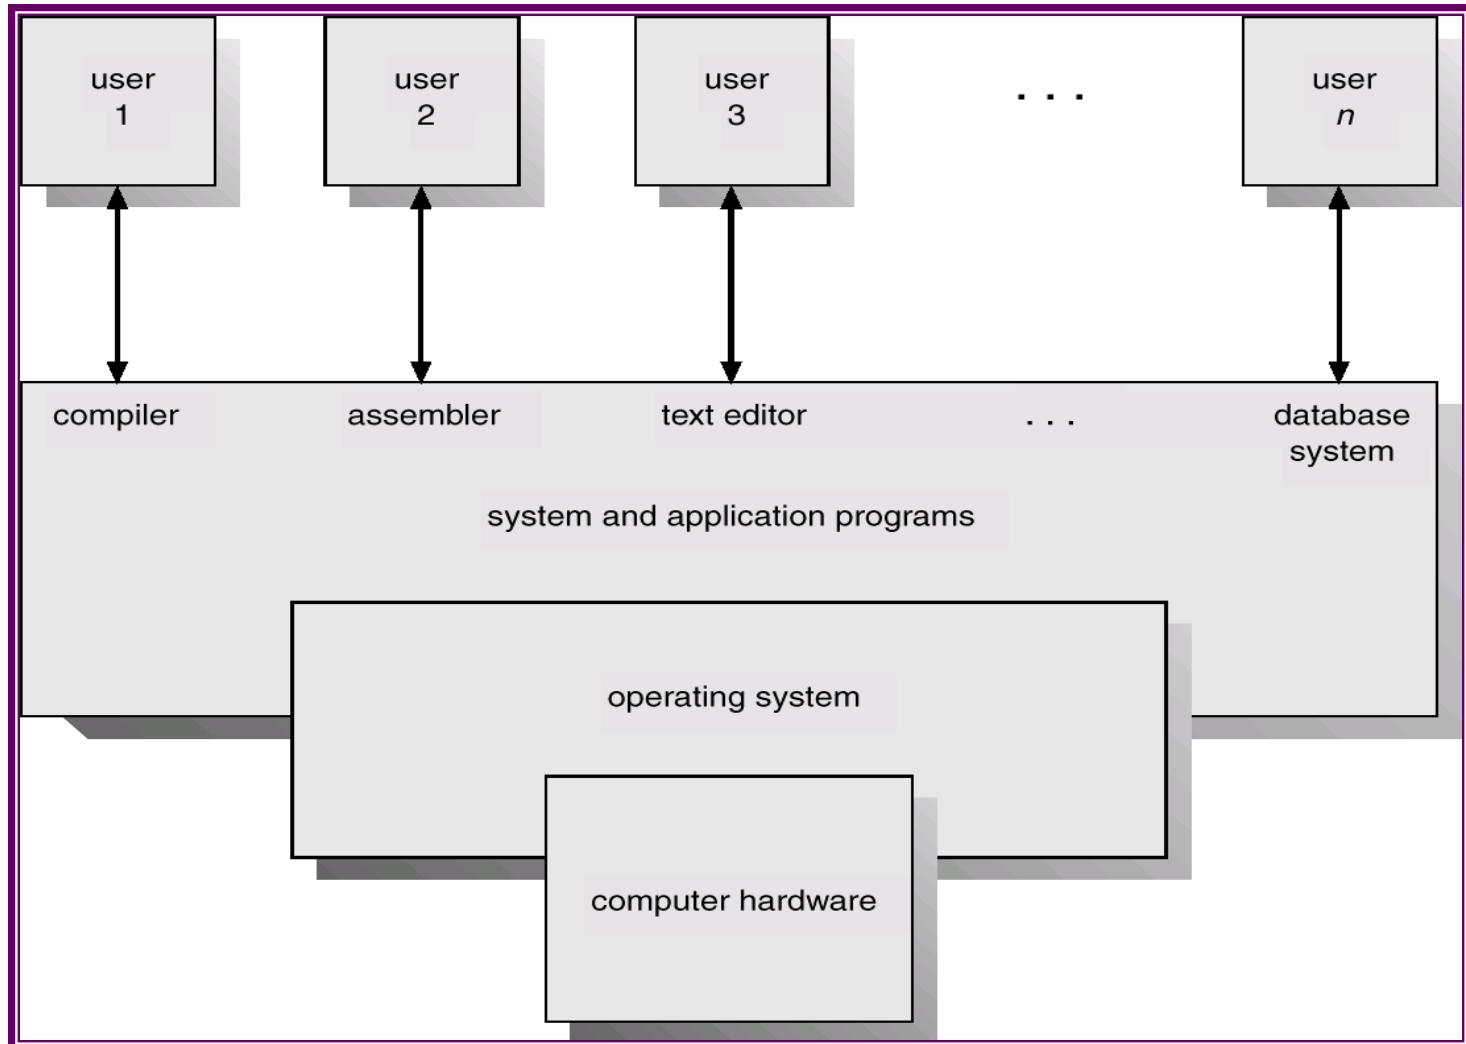 user
1
user
2
user
3
. . .
user
n
compiler
assembler
text editor
. . .
database
system
system and application programs
operating system
computer hardware